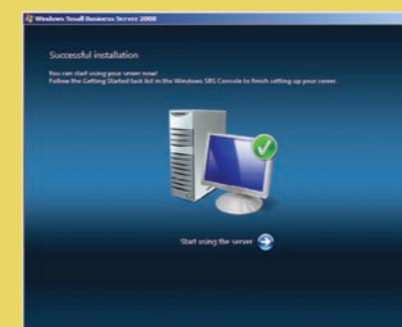 Windows Small Business Server 2008
Successful installation
You can start using your server now!
Follow the Getting Started task list in the Windows SBS Console to finish setting up your server.
Start using the server